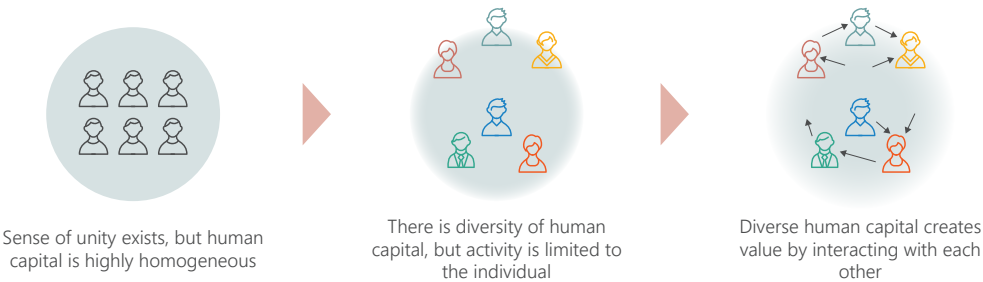 Sense of unity exists, but human
capital is highly homogeneous
There is diversity of human
capital, but activity is limited to
the individual
Diverse human capital creates
value by interacting with each
other